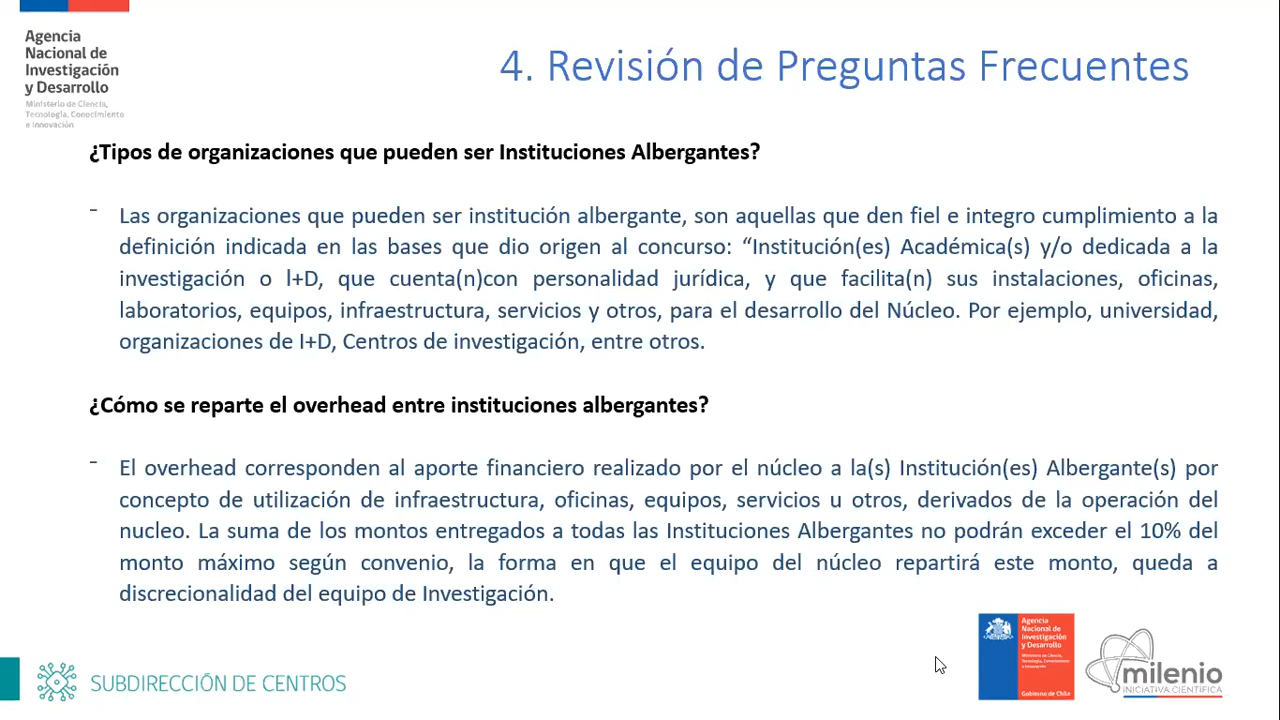 Agencia
Nacional de
Investigación
y Desarrollo
Ministerio de Ciencia,
Tecnología, Conocimiento
e Innovación
4. Revisión de Preguntas Frecuentes
¿Tipos de organizaciones que pueden ser Instituciones Albergantes?
- Las organizaciones que pueden ser institución albergante, son aquellas que den fiel e integro cumplimiento a la
definición indicada en las bases que dio origen al concurso: “Institución(es) Académica(s) y/o dedicada a la
investigación o l+D, que cuenta(n)con personalidad jurídica, y que facilita(n) sus instalaciones, oficinas,
laboratorios, equipos, infraestructura, servicios y otros, para el desarrollo del Núcleo. Por ejemplo, universidad,
organizaciones de I+D, Centros de investigación, entre otros.
¿Cómo se reparte el overhead entre instituciones albergantes?
- El overhead corresponden al aporte financiero realizado por el núcleo a la(s) Institución(es) Albergante(s) por
concepto de utilización de infraestructura, oficinas, equipos, servicios u otros, derivados de la operación del
nucleo. La suma de los montos entregados a todas las Instituciones Albergantes no podrán exceder el 10% del
monto máximo según convenio, la forma en que el equipo del núcleo repartirá este monto, queda a
discrecionalidad del equipo de Investigación.
SUBDIRECCIÓN DE CENTROS
Agencia
Nacional de
Investigación
y Desarrollo
Ministerio de Ciencia,
Tecnología, Conocimiento
e Innovación
Gobierno de Chile
milenio
INICIATIVA CIENTÍFICA